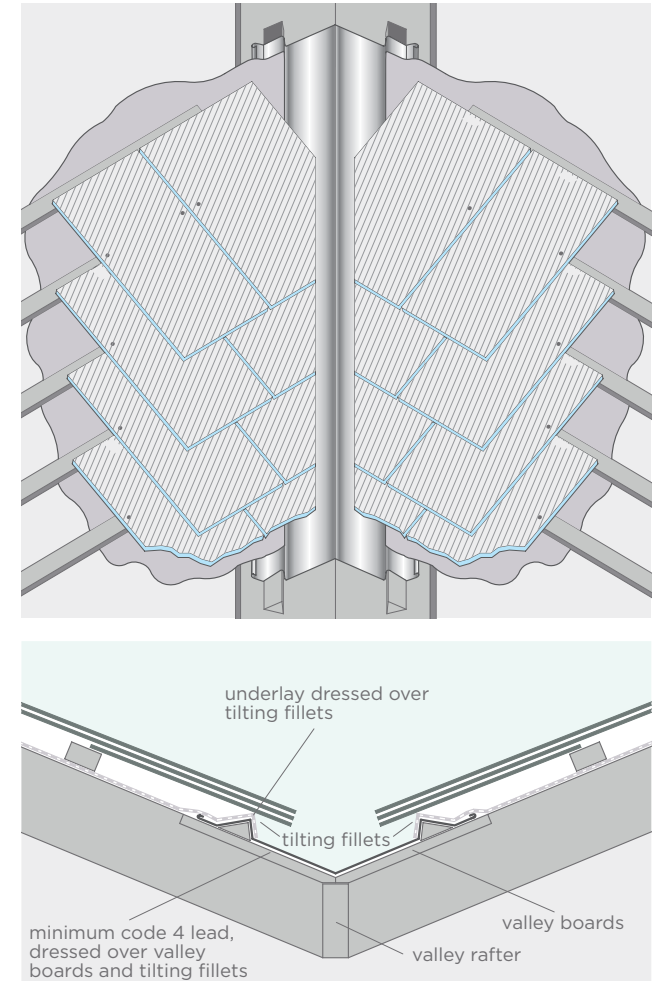 underlay dressed over
tilting fillets
tilting fillets
minimum code 4 lead,
dressed over valley
boards and tilting fillets
valley boards
valley rafter